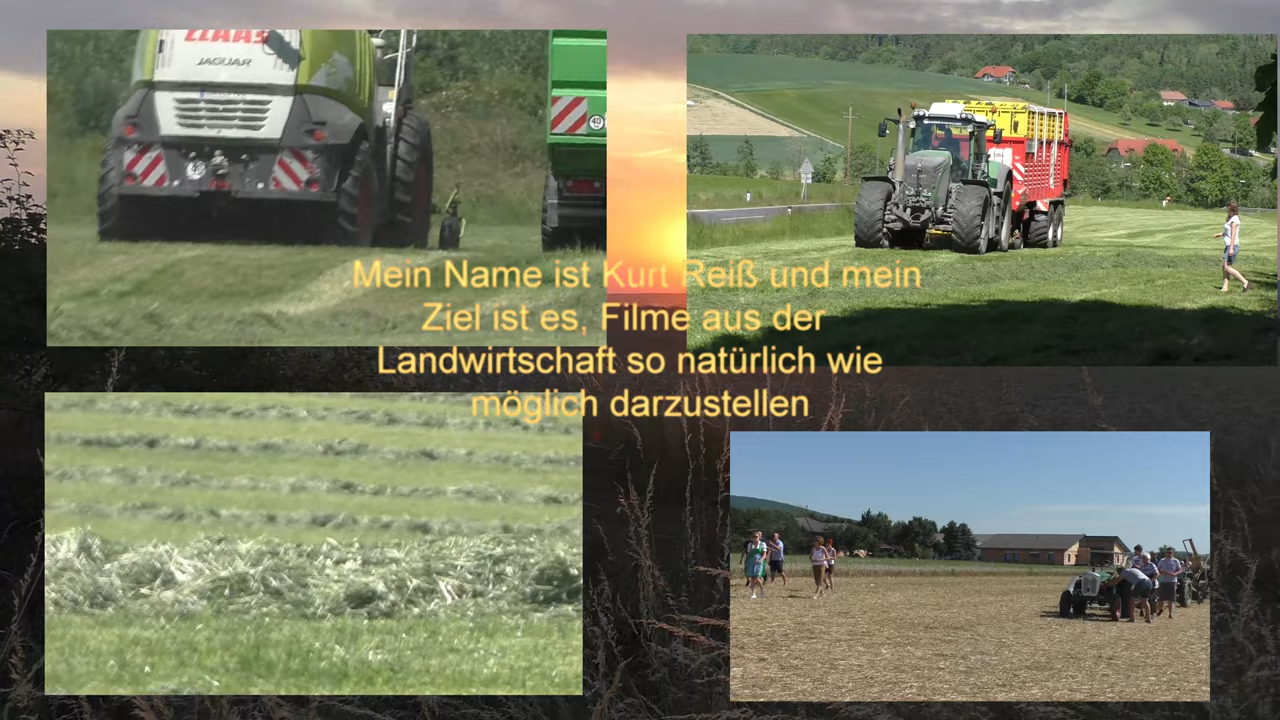 CLAAS
JAGUAR
40
Mein Name ist Kurt Reiß und mein
Ziel ist es, Filme aus der
Landwirtschaft so natürlich wie
möglich darzustellen